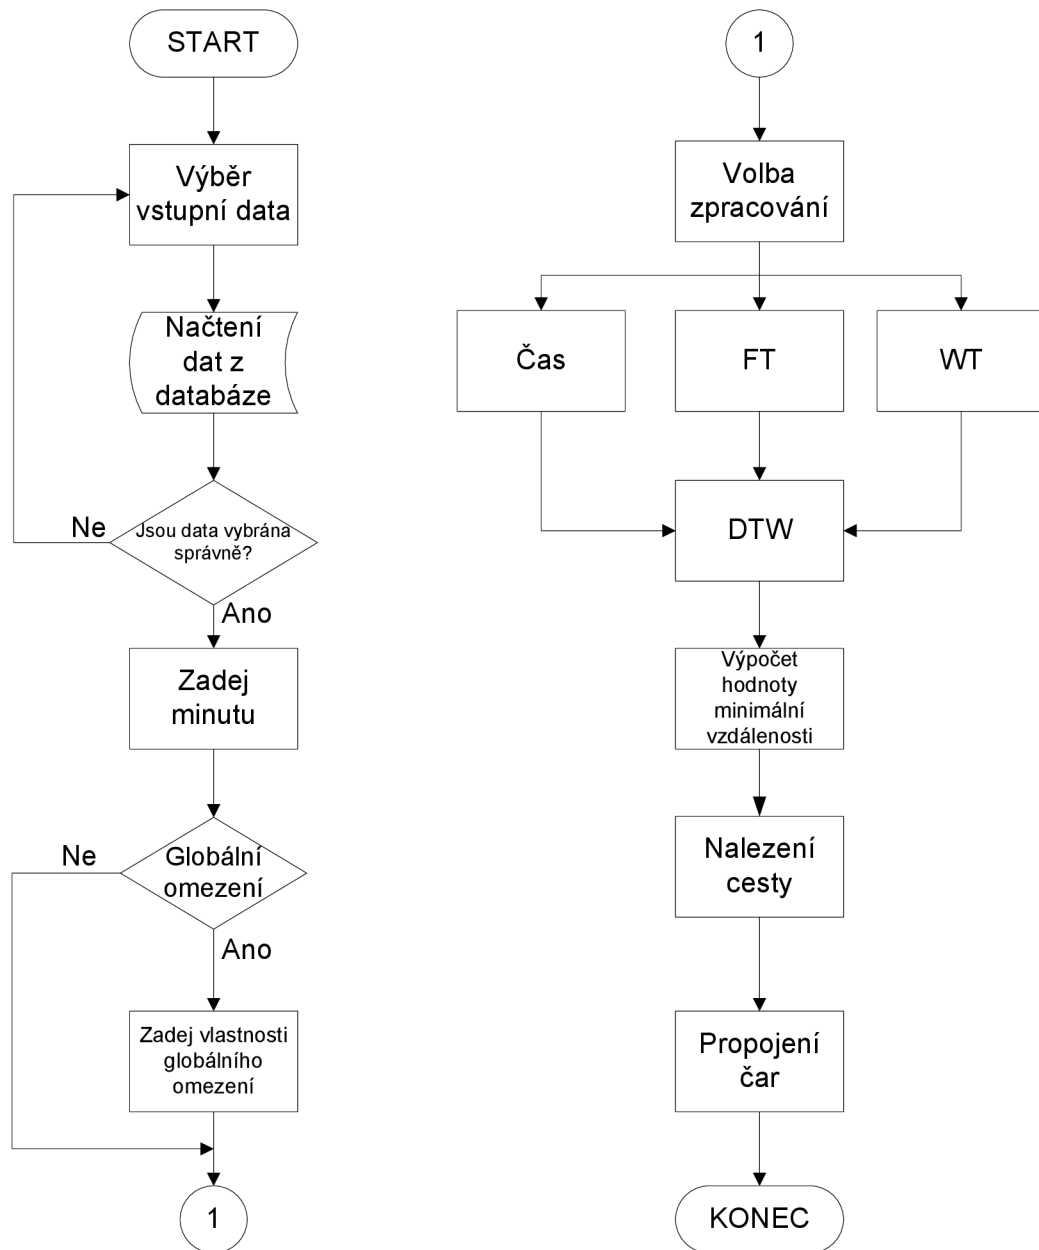 START
Výběr
vstupní data
Načtení
dat z
databáze
Ne
Jsou data vybrána
správně?
Ano
Zadej
minutu
Ne
Globální
omezení
Ano
Zadej vlastnosti
globálního
omezení
1
1
Volba
zpracování
Čas
FT
WT
DTW
Výpočet
hodnoty
minimální
vzdálenosti
Nalezení
cesty
Propojení
čar
KONEC